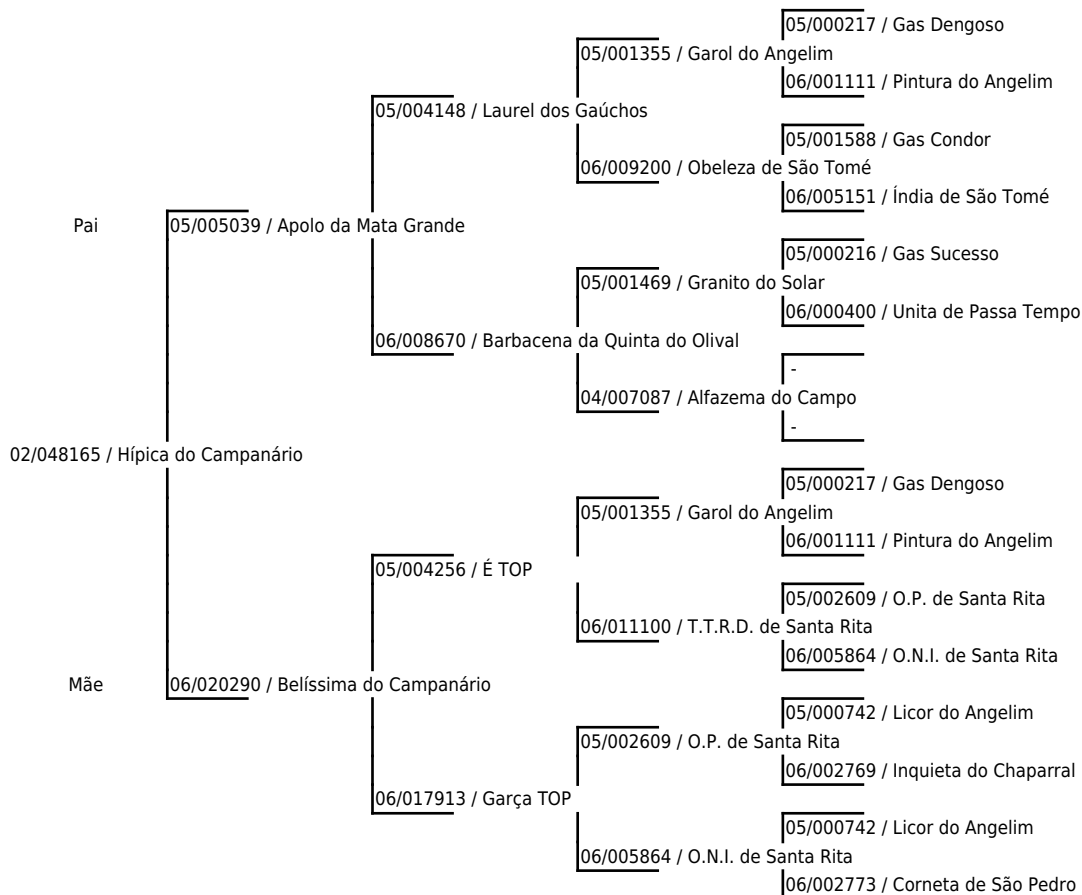 05/000217 / Gas Dengoso
05/001355 / Garol do Angelim
06/001111 / Pintura do Angelim
05/004148 / Laurel dos Gaúchos
05/001588 / Gas Condor
06/009200 / Obeleza de São Tomé
06/005151 / Índia de São Tomé
Pai
05/005039 / Apolo da Mata Grande
05/000216 / Gas Sucesso
05/001469 / Granito do Solar
06/000400 / Unita de Passa Tempo
06/008670 / Barbacena da Quinta do Olival
-
04/007087 / Alfazema do Campo
-
02/048165 / Hípica do Campanário
05/000217 / Gas Dengoso
05/001355 / Garol do Angelim
06/001111 / Pintura do Angelim
05/004256 / É TOP
05/002609 / O.P. de Santa Rita
06/011100 / T.T.R.D. de Santa Rita
06/005864 / O.N.I. de Santa Rita
Mãe
06/020290 / Belíssima do Campanário
05/000742 / Licor do Angelim
05/002609 / O.P. de Santa Rita
06/002769 / Inquieta do Chaparral
06/017913 / Garça TOP
05/000742 / Licor do Angelim
06/005864 / O.N.I. de Santa Rita
06/002773 / Corneta de São Pedro